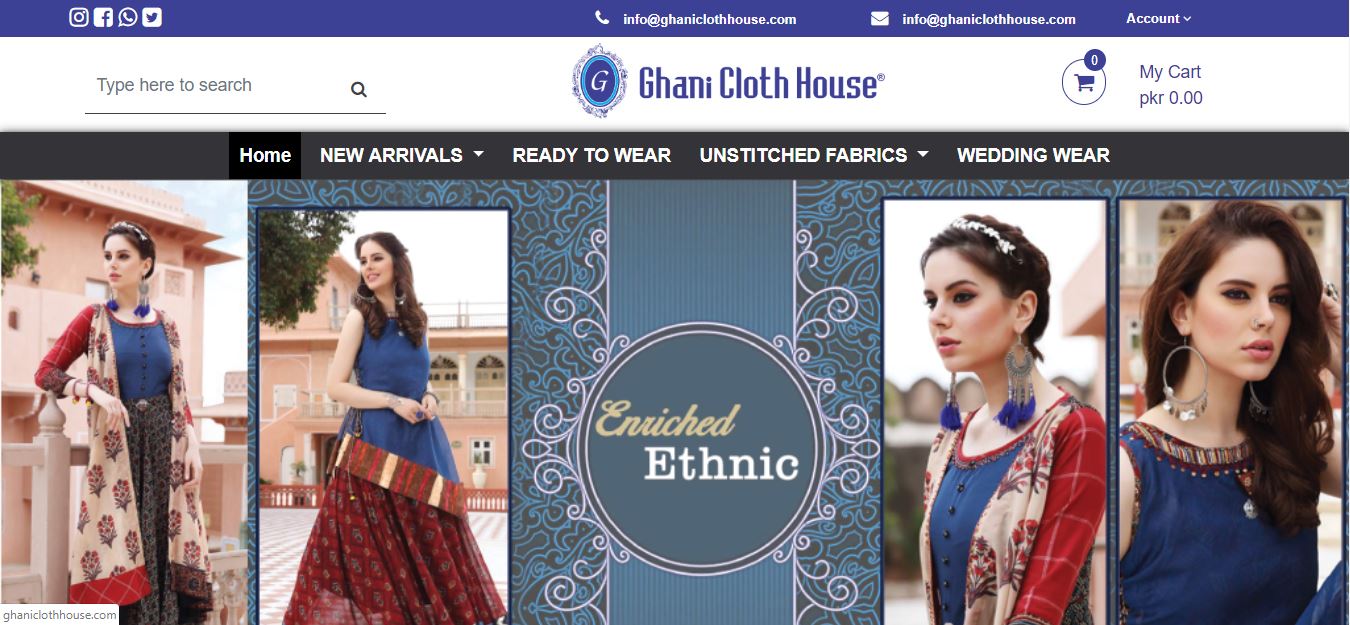 info@ghaniclothhouse.com
info@ghaniclothhouse.com
Account
Type here to search
G
Ghani Cloth House®
0
My Cart
pkr 0.00
Home
NEW ARRIVALS
READY TO WEAR
UNSTITCHED FABRICS
WEDDING WEAR
Enriched
Ethnic
ghaniclothhouse.com